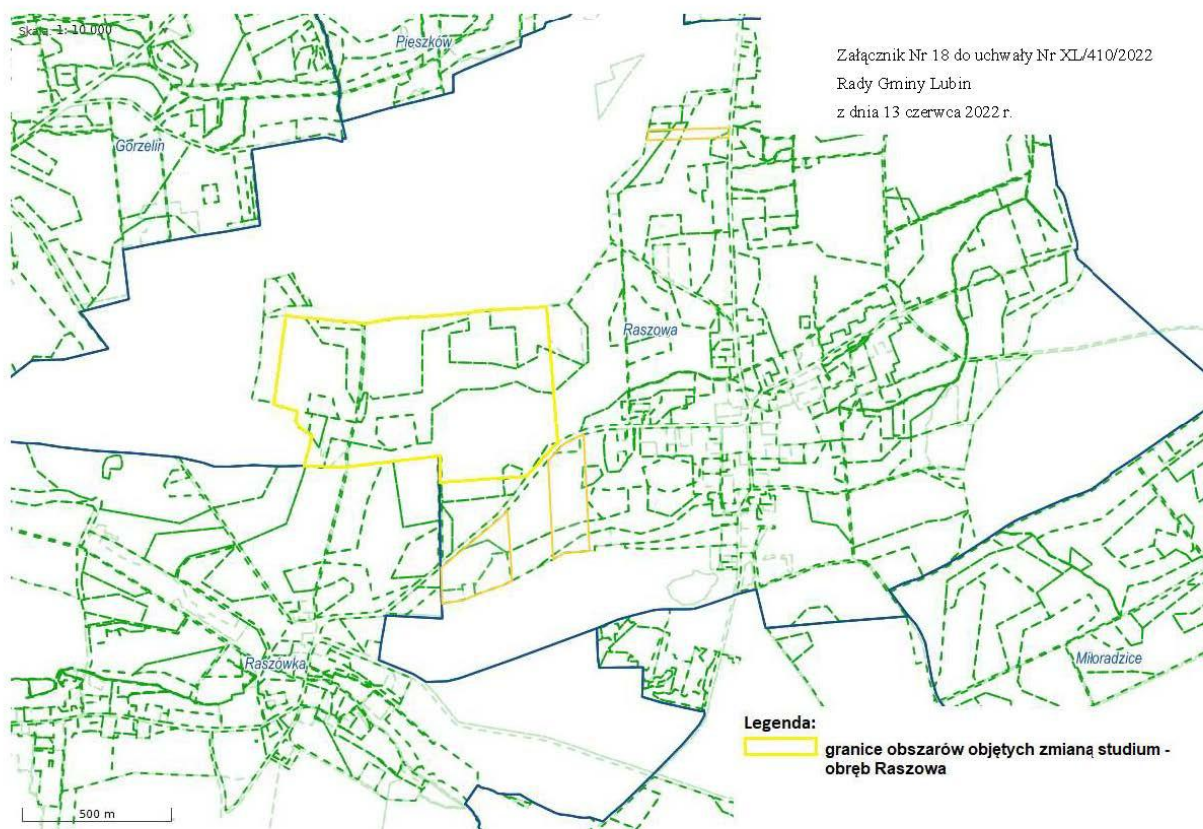 Skala 1: 10 000
Pieszków
Załącznik Nr 18 do uchwały Nr XL/410/2022
Rady Gminy Lubin
z dnia 13 czerwca 2022 r.
Gorzelin
Raszowa
Raszówka
Miłoradzice
Legenda:
granice obszarów objętych zmianą studium -
obręb Raszowa
500 m